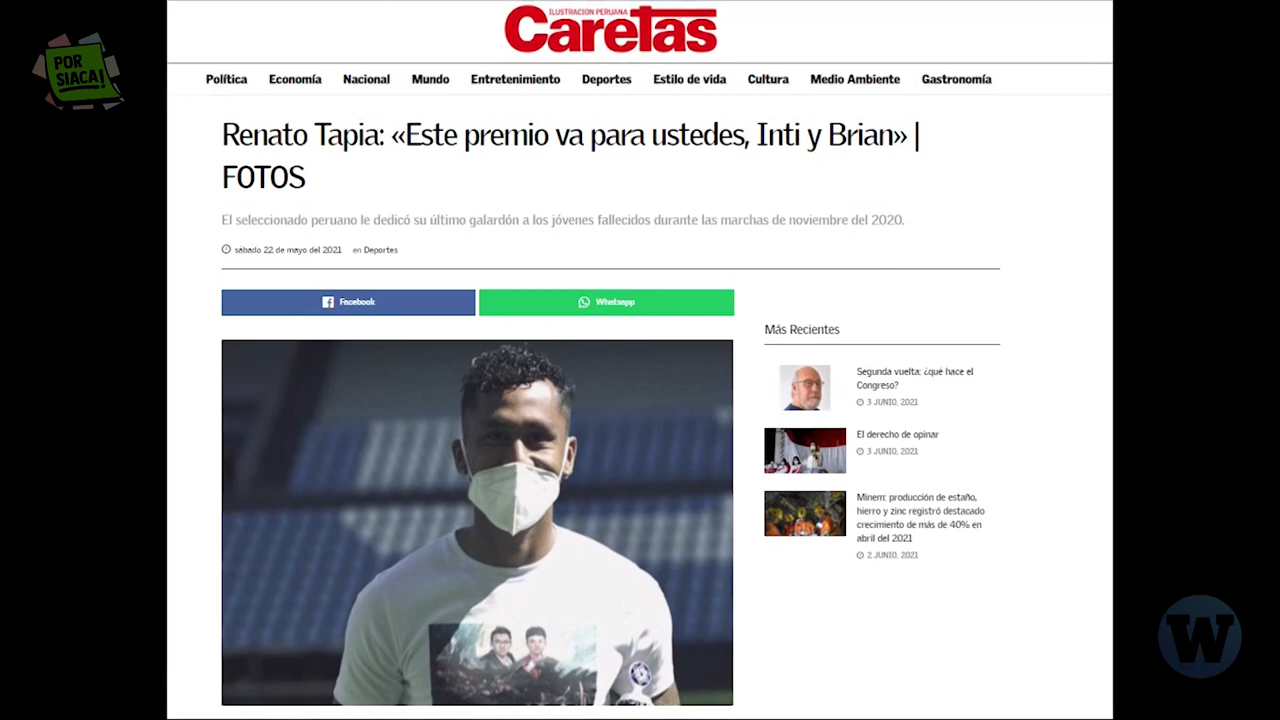 POR
SIACA!
ILUSTRACION PERUANA
Caretas
Política Economía Nacional Mundo Entretenimiento Deportes Estilo de vida Cultura Medio Ambiente Gastronomía
Renato Tapia: «Este premio va para ustedes, Inti y Brian» |
FOTOS
El seleccionado peruano le dedicó su último galardón a los jóvenes fallecidos durante las marchas de noviembre del 2020.
sábado 22 de mayo del 2021 en Deportes
Facebook
Whatsapp
Más Recientes
Segunda vuelta: ¿qué hace el
Congreso?
3 JUNIO, 2021
El derecho de opinar
3 JUNIO, 2021
Minem: producción de estaño,
hierro y zinc registró destacado
crecimiento de más de 40% en
abril del 2021
2 JUNIO, 2021
W